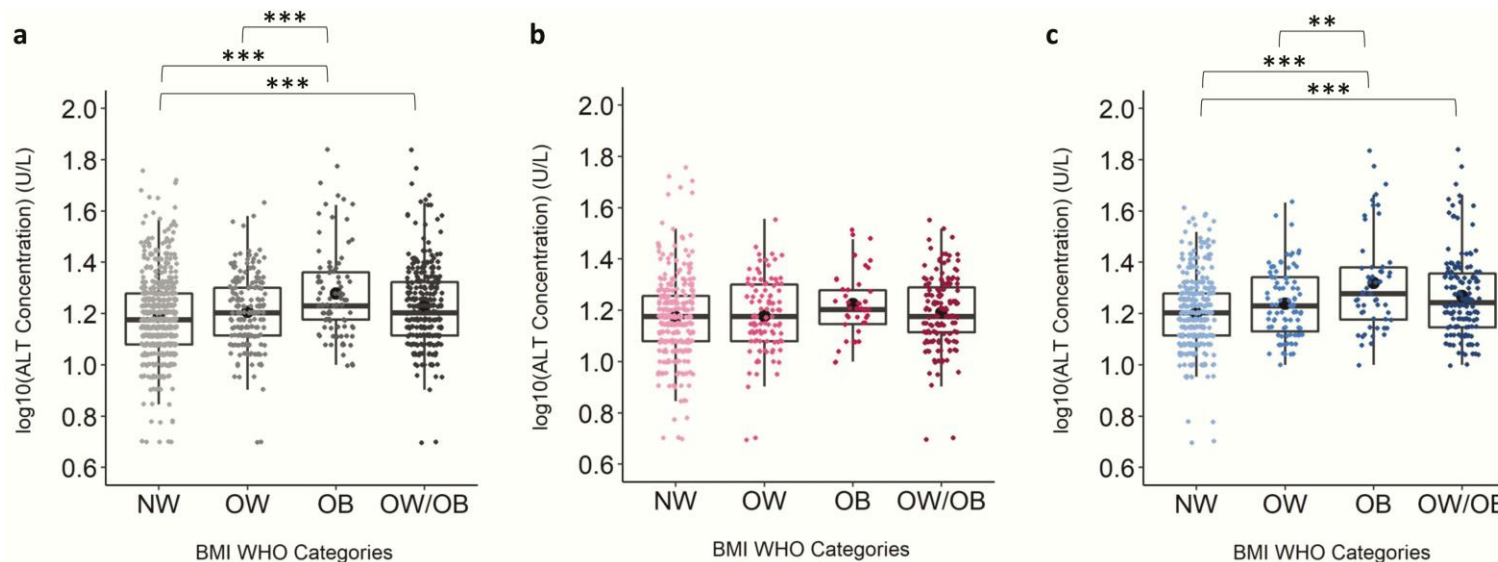 a
***
***
***
log10(ALT Concentration) (U/L)
2.0
1.8
1.6
1.4
1.2
1.0
0.8
0.6
NW OW OB OW/OB
BMI WHO Categories
b
log10(ALT Concentration) (U/L)
2.0
1.8
1.6
1.4
1.2
1.0
0.8
0.6
NW OW OB OW/OB
BMI WHO Categories
c
**
***
***
log10(ALT Concentration) (U/L)
2.0
1.8
1.6
1.4
1.2
1.0
0.8
0.6
NW OW OB OW/OB
BMI WHO Categories